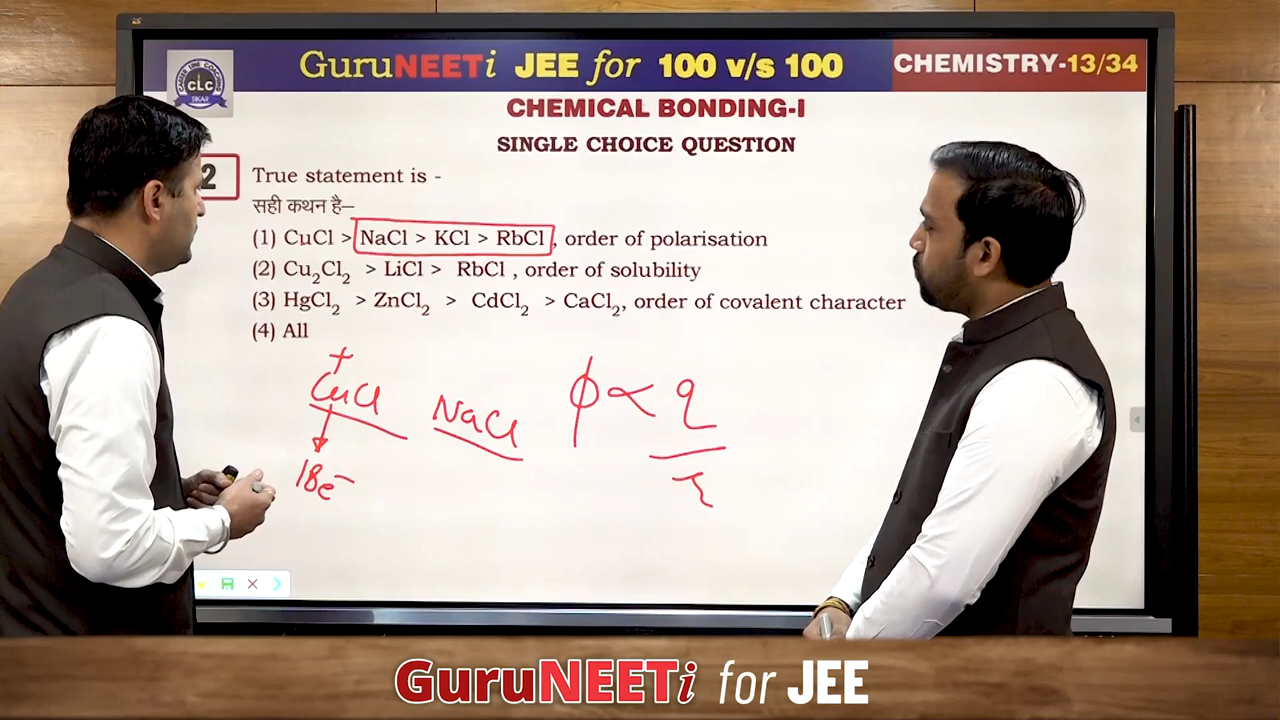 GuruNEETi JEE for 100 v/s 100
CHEMISTRY-13/34
CLC
SIKAR
CHEMICAL BONDING-I
SINGLE CHOICE QUESTION
2
True statement is -
सही कथन है–
(1) CuCl > NaCl > KCl > RbCl , order of polarisation
(2) Cu₂Cl₂ > LiCl > RbCl , order of solubility
(3) HgCl₂ > ZnCl₂ > CdCl₂ > CaCl₂, order of covalent character
(4) All
+
CuCl NaCl ϕ ∝ q
r
18e⁻
GuruNEETi for JEE